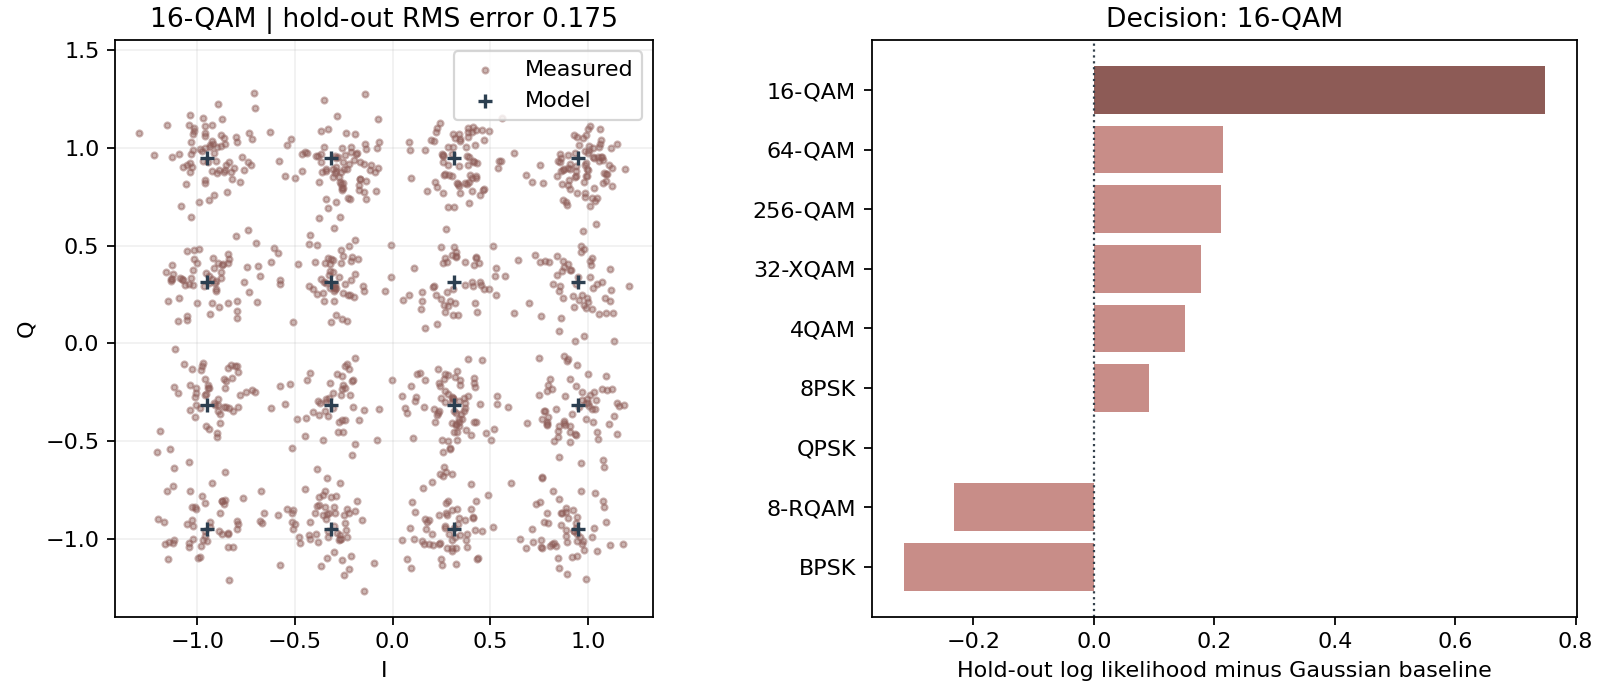 16-QAM | hold-out RMS error 0.175
1.5
1.0
0.5
0.0
−0.5
−1.0
Q
−1.0
−0.5
0.0
0.5
1.0
I
Measured
Model
Decision: 16-QAM
16-QAM
64-QAM
256-QAM
32-XQAM
4QAM
8PSK
QPSK
8-RQAM
BPSK
−0.2
0.0
0.2
0.4
0.6
0.8
Hold-out log likelihood minus Gaussian baseline